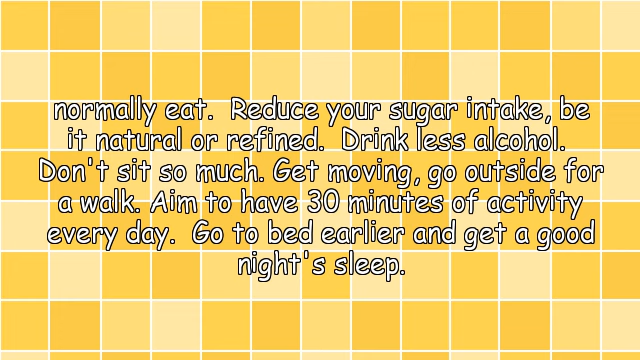 normally eat.  Reduce your sugar intake, be
it natural or refined.  Drink less alcohol.
Don't sit so much. Get moving, go outside for
a walk. Aim to have 30 minutes of activity
every day.  Go to bed earlier and get a good
night's sleep.